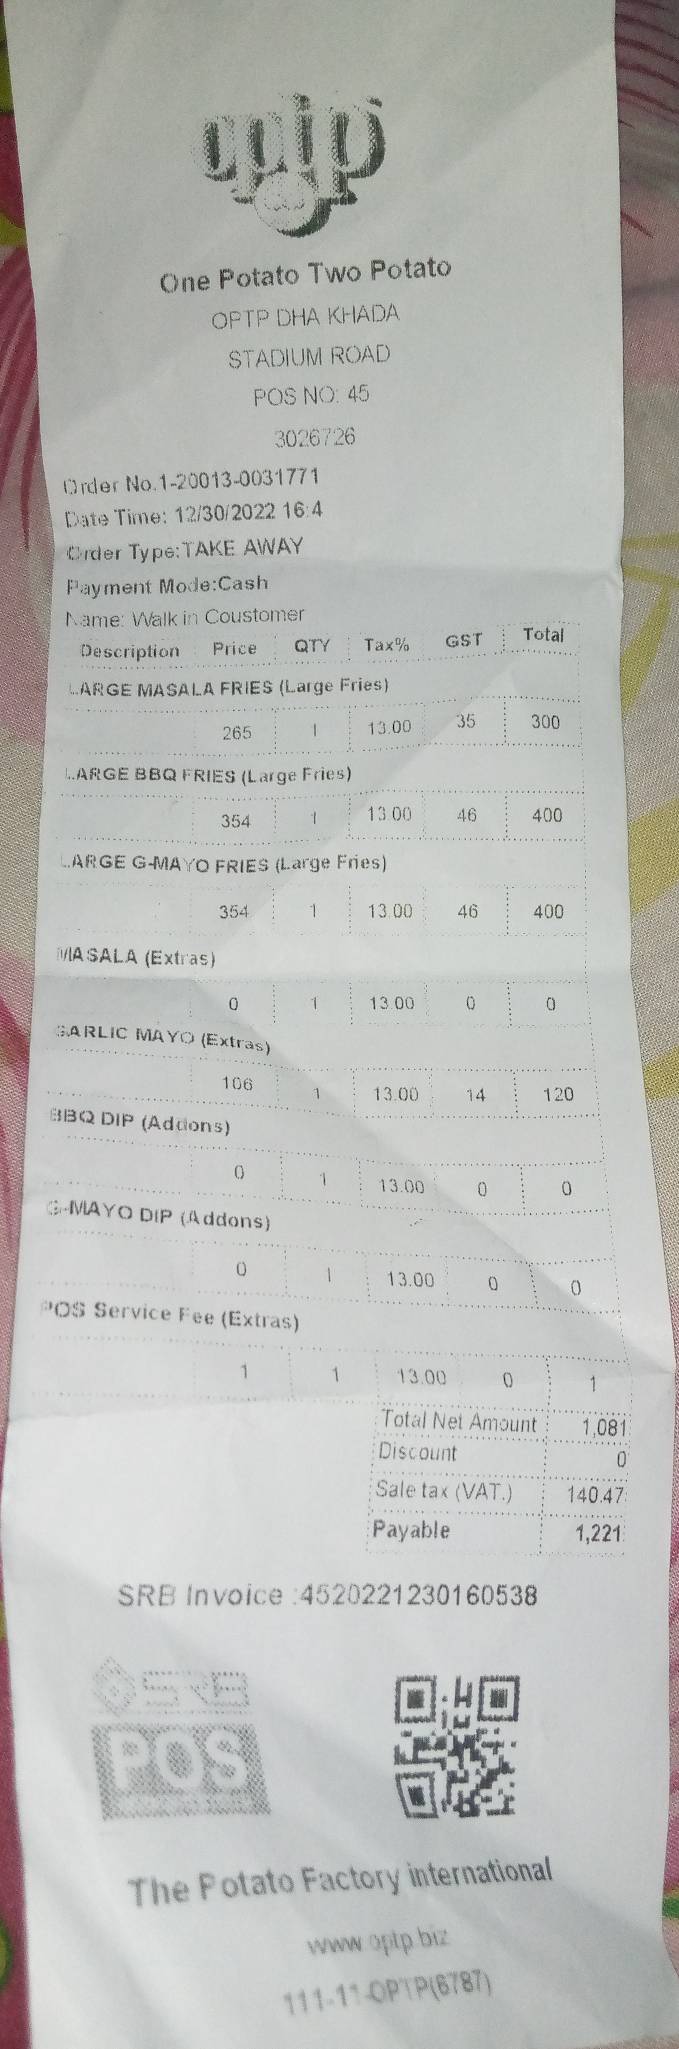 optp
One Potato Two Potato
OPTP DHA KHADA
STADIUM ROAD
POS NO: 45
3026726
Order No.1-20013-0031771
Date Time: 12/30/2022 16:4
Order Type:TAKE AWAY
Payment Mode:Cash
Name: Walk in Coustomer
Description Price QTY Tax% GST Total
LARGE MASALA FRIES (Large Fries)
265 1 13.00 35 300
LARGE BBQ FRIES (Large Fries)
354 1 13.00 46 400
LARGE G-MAYO FRIES (Large Fries)
354 1 13.00 46 400
MASALA (Extras)
0 1 13.00 0 0
GARLIC MAYO (Extras)
106 1 13.00 14 120
BBQ DIP (Addons)
0 1 13.00 0 0
G-MAYO DIP (Addons)
0 1 13.00 0 0
POS Service Fee (Extras)
1 1 13.00 0 1
Total Net Amount 1,081
Discount 0
Sale tax (VAT.) 140.47
Payable 1,221
SRB Invoice :4520221230160538
SRB
POS
The Potato Factory international
www.optp.biz
111-11-OPTP(6787)